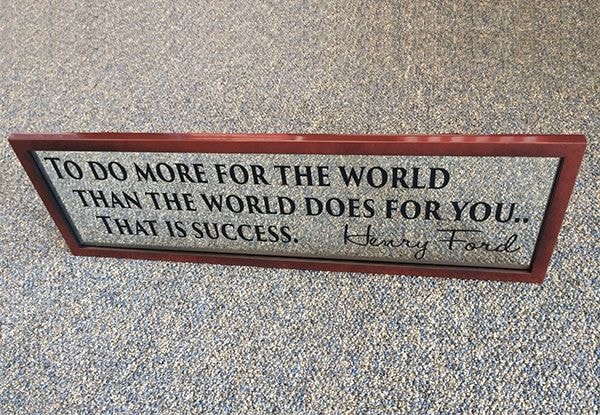 TO DO MORE FOR THE WORLD
THAN THE WORLD DOES FOR YOU..
THAT IS SUCCESS. Henry Ford